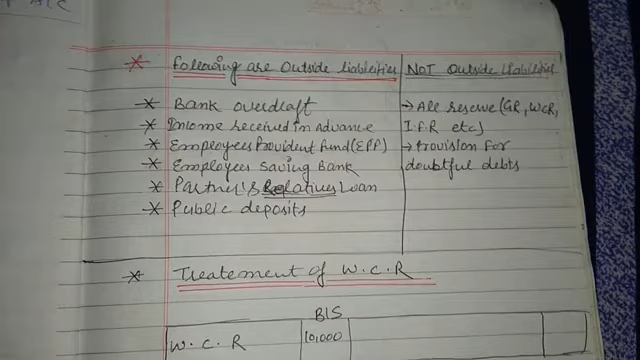 A/C
* Following are Outside liabilities
NOT Outside liabilities
* Bank overdraft
* Income received in Advance
* Employees Provident Fund (EPF)
* Employees Saving Bank
* Partner's Relatives Loan
* Public deposits
→ All reserve (GR, WCR,
I.F.R etc)
→ Provision for
doubtful debts
* Treatement of W.C.R
B/S
W.C.R 10,000